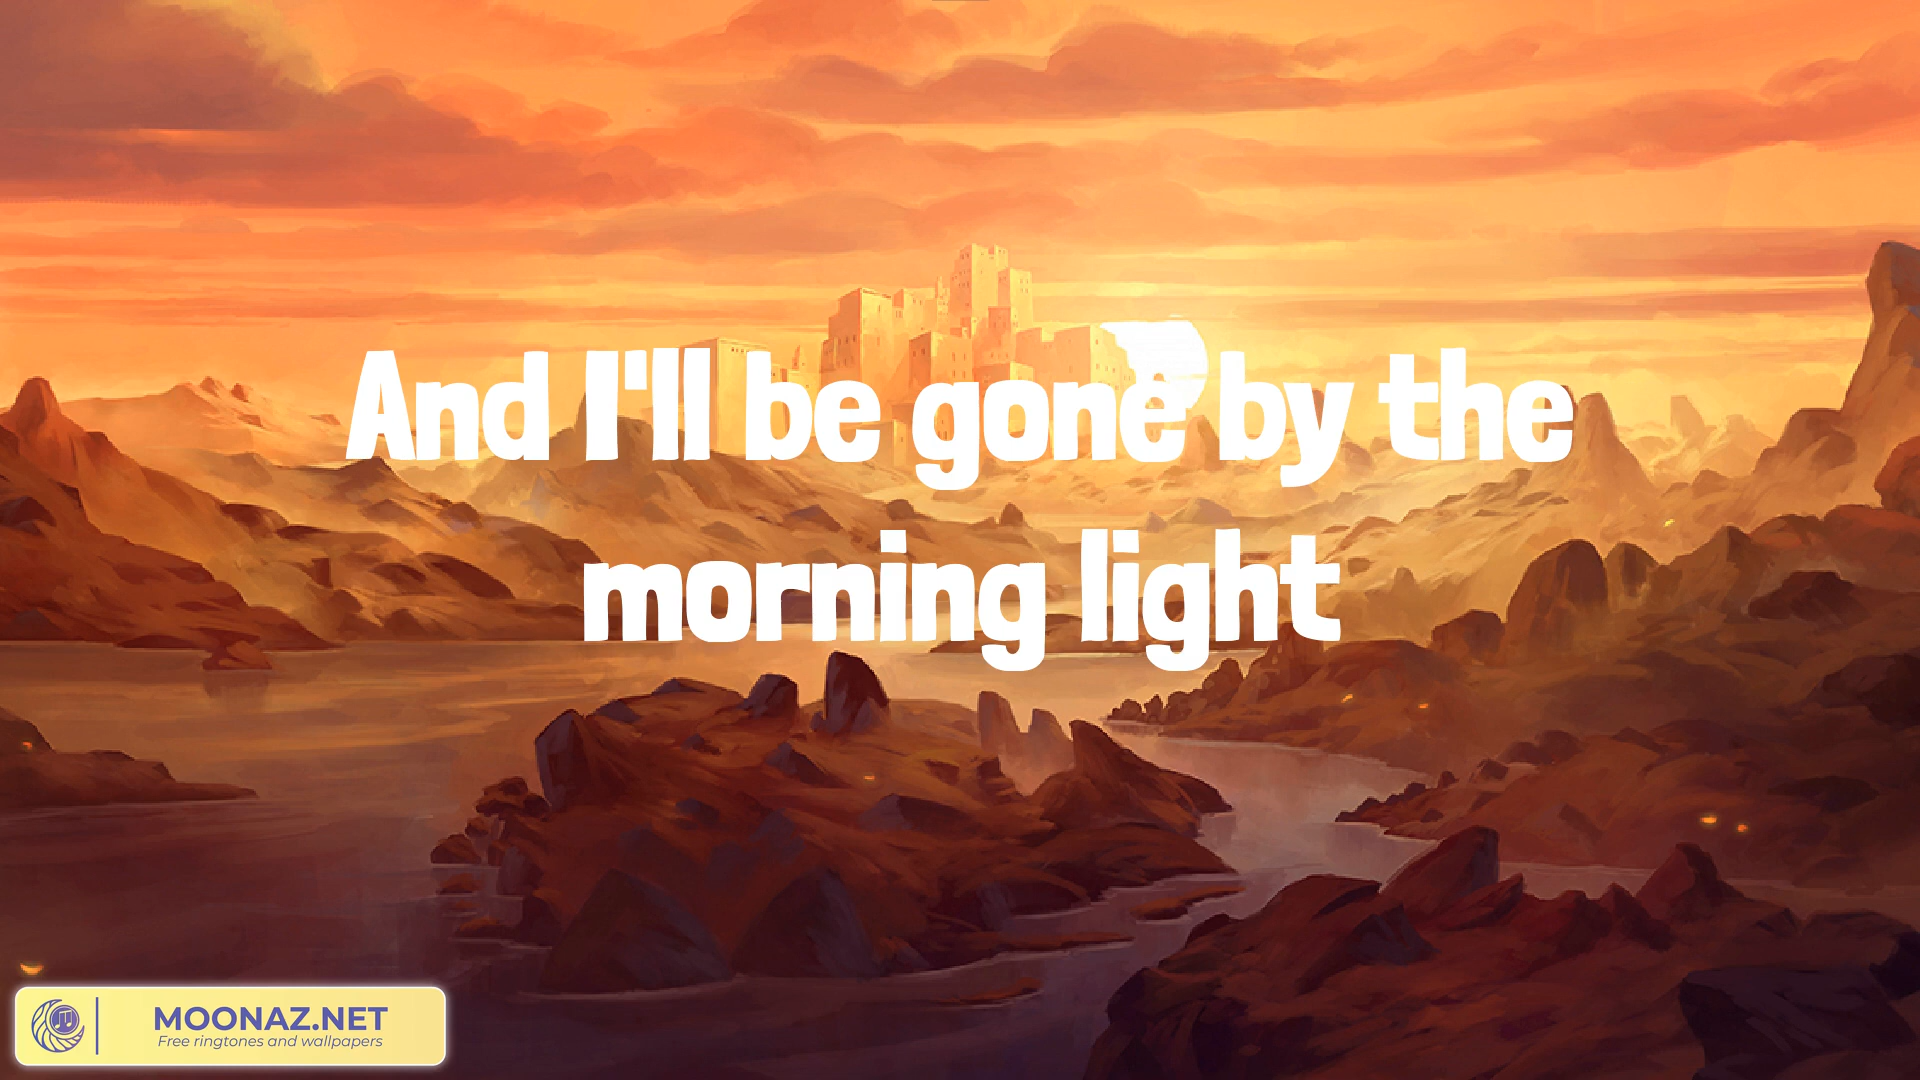 And I'll be gone by the
morning light
MOONAZ.NET
Free ringtones and wallpapers